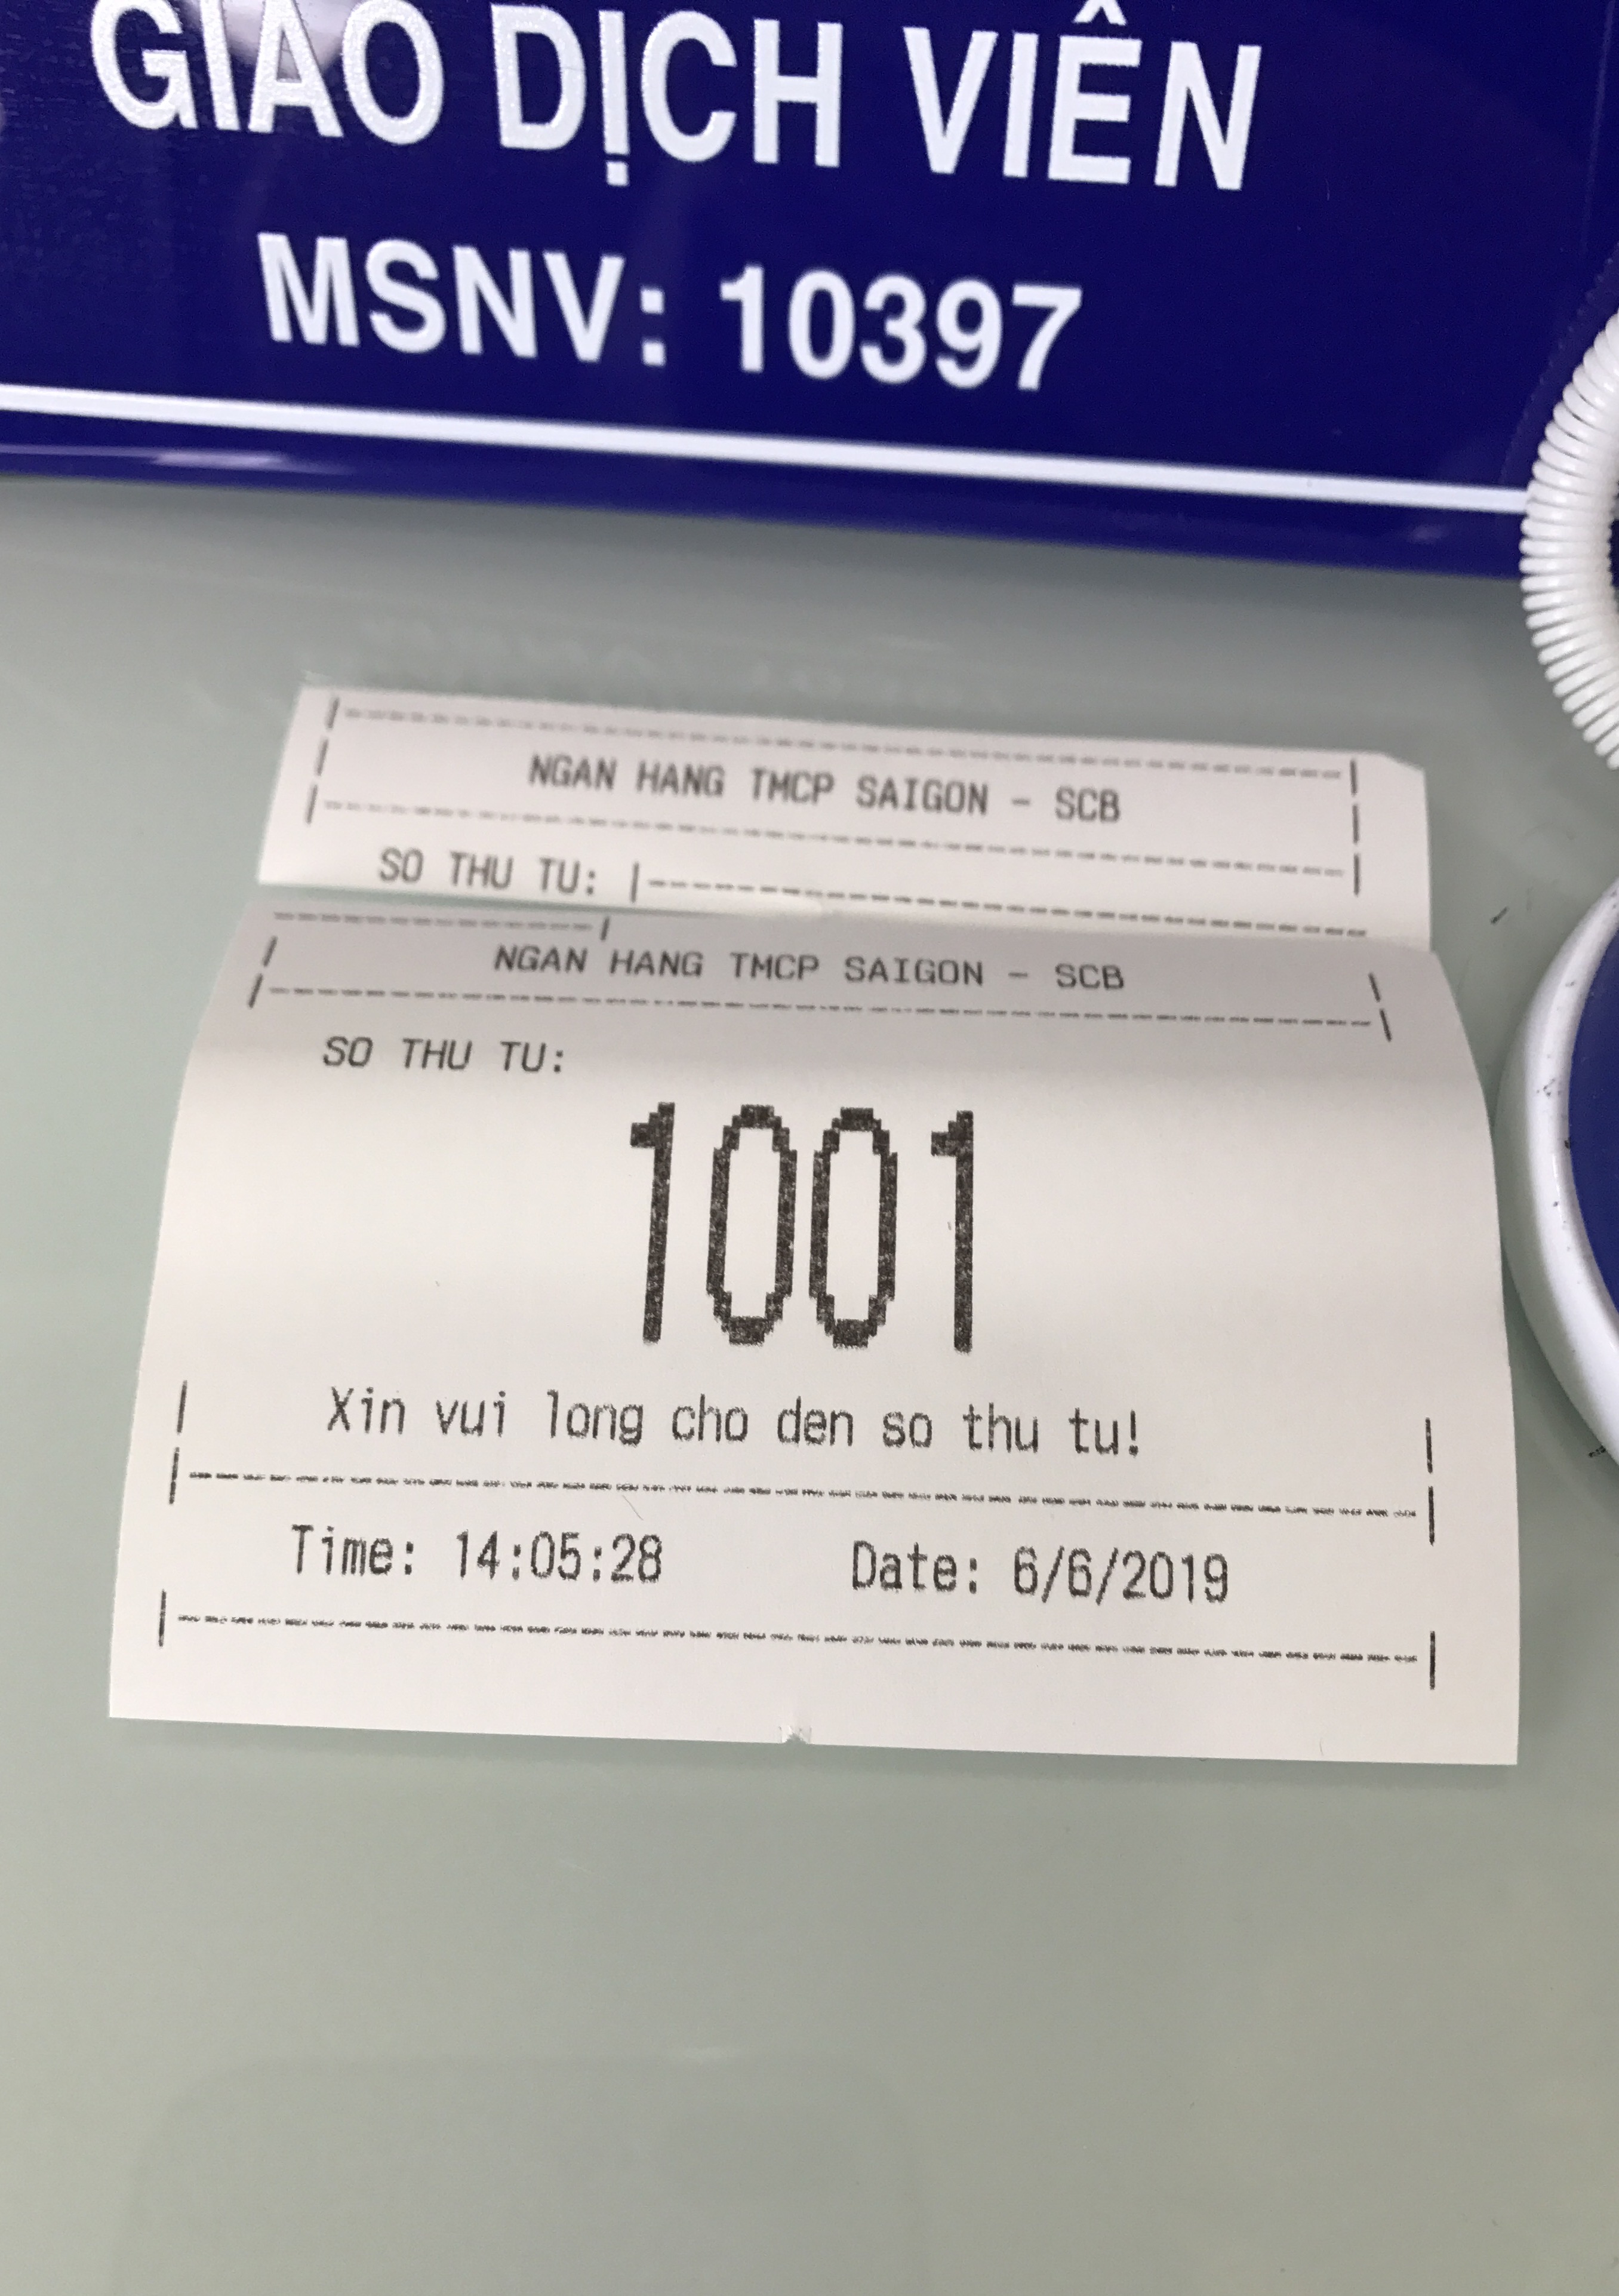 GIAO DỊCH VIÊN
MSNV: 10397
NGAN HANG TMCP SAIGON - SCB
SO THU TU:
NGAN HANG TMCP SAIGON - SCB
SO THU TU:
1001
Xin vui long cho den so thu tu!
Time: 14:05:28 Date: 6/6/2019